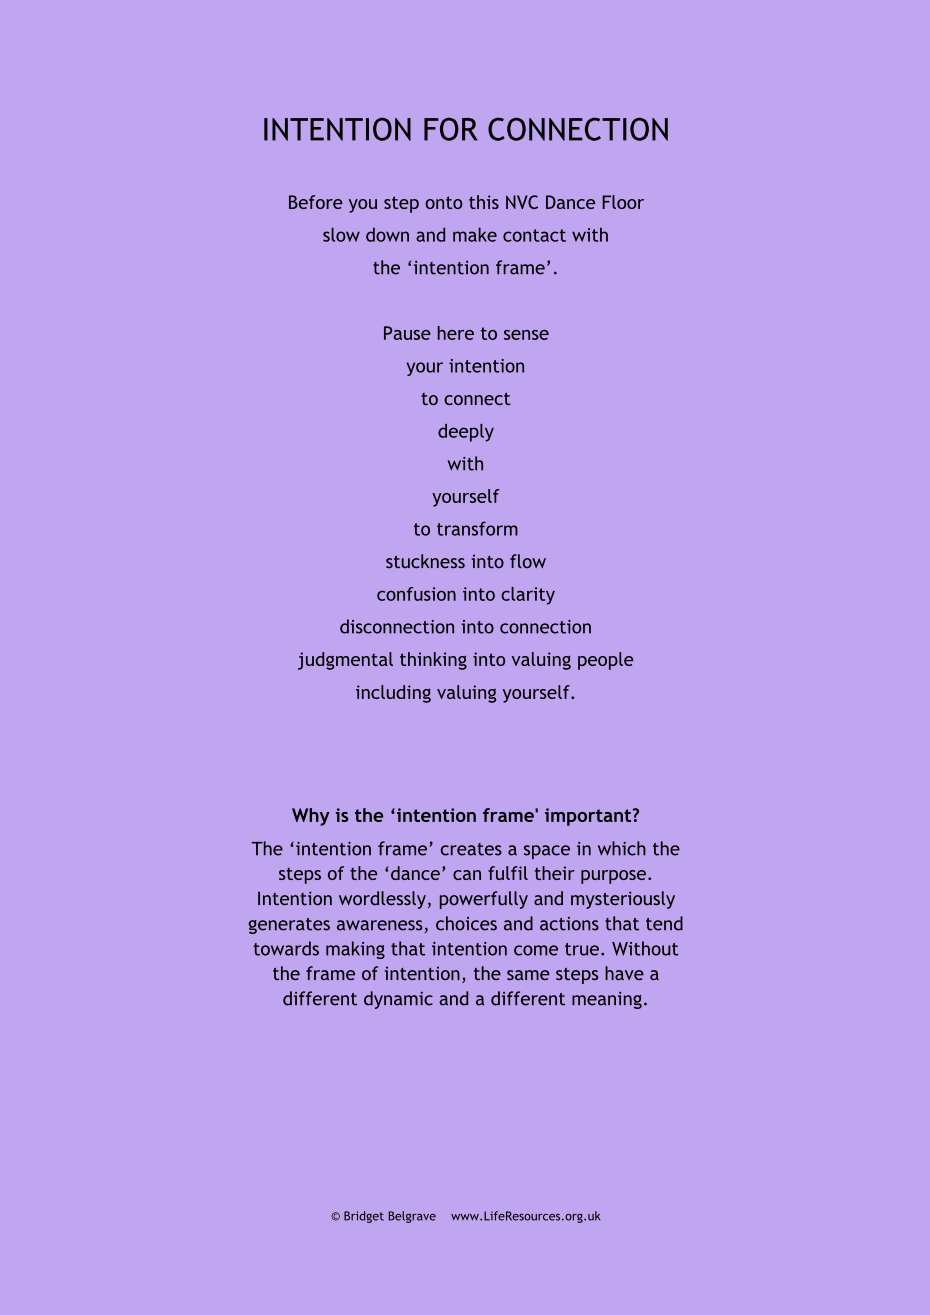 INTENTION FOR CONNECTION
Before you step onto this NVC Dance Floor
slow down and make contact with
the ‘intention frame’.
Pause here to sense
your intention
to connect
deeply
with
yourself
to transform
stuckness into flow
confusion into clarity
disconnection into connection
judgmental thinking into valuing people
including valuing yourself.
Why is the ‘intention frame' important?
The ‘intention frame’ creates a space in which the
steps of the ‘dance’ can fulfil their purpose.
Intention wordlessly, powerfully and mysteriously
generates awareness, choices and actions that tend
towards making that intention come true. Without
the frame of intention, the same steps have a
different dynamic and a different meaning.
© Bridget Belgrave www.LifeResources.org.uk